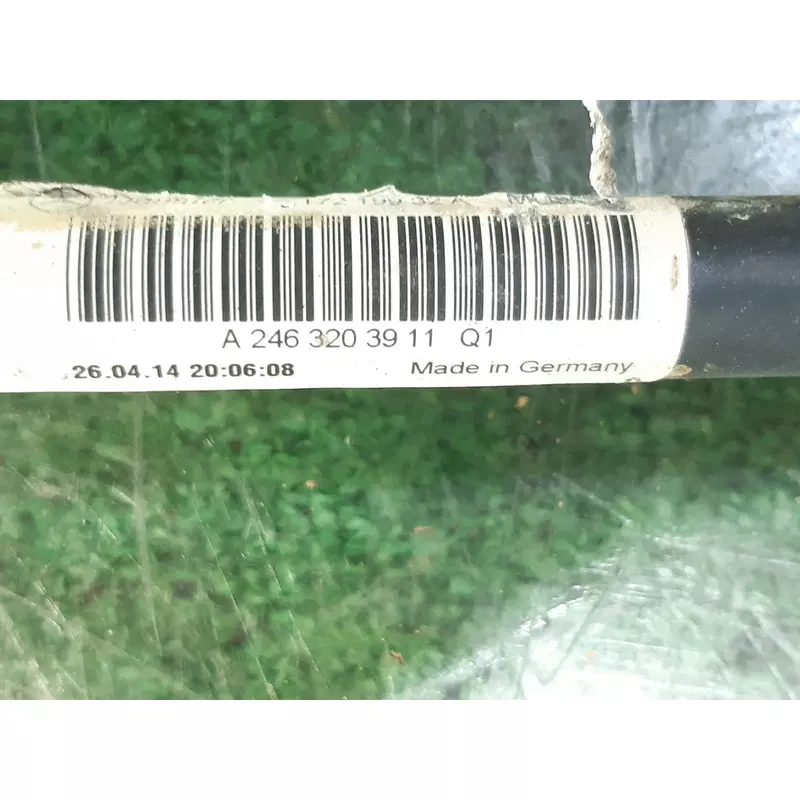 A 246 320 39 11 Q1
26.04.14 20:06:08 Made in Germany